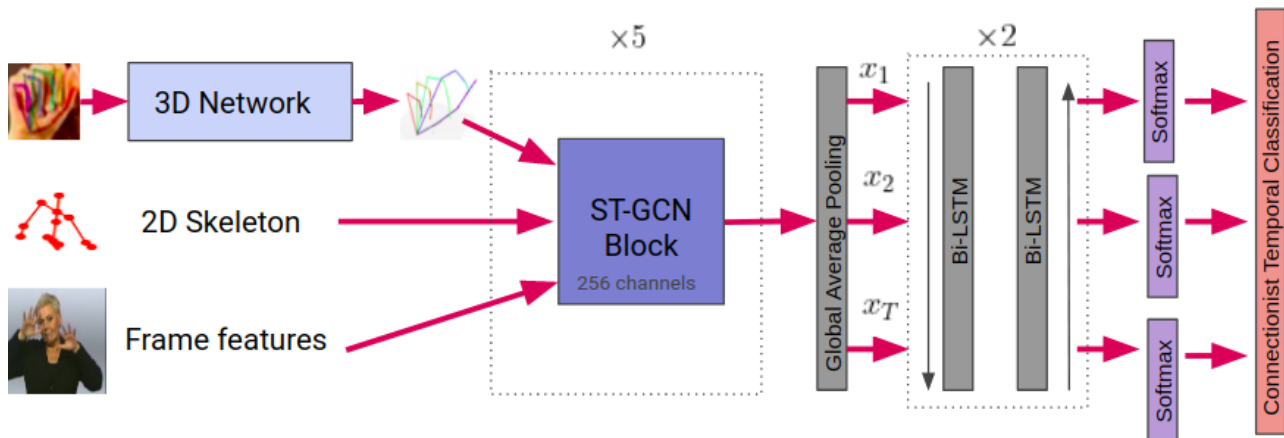 ×5
×2
3D Network
2D Skeleton
Frame features
ST-GCN
Block
256 channels
Global Average Pooling
x1
x2
xT
Bi-LSTM
Bi-LSTM
Softmax
Softmax
Softmax
Connectionist Temporal Classification